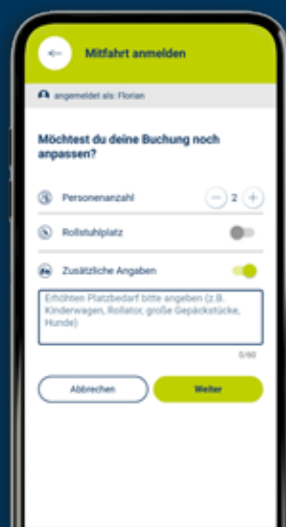 Mitfahrt anmelden
angemeldet als: Florian
Möchtest du deine Buchung noch
anpassen?
Personenanzahl
2
Rollstuhlplatz
Zusätzliche Angaben
Erhöhten Platzbedarf bitte angeben (z.B.
Kinderwagen, Rollator, große Gepäckstücke,
Hunde)
0/60
Abbrechen
Weiter